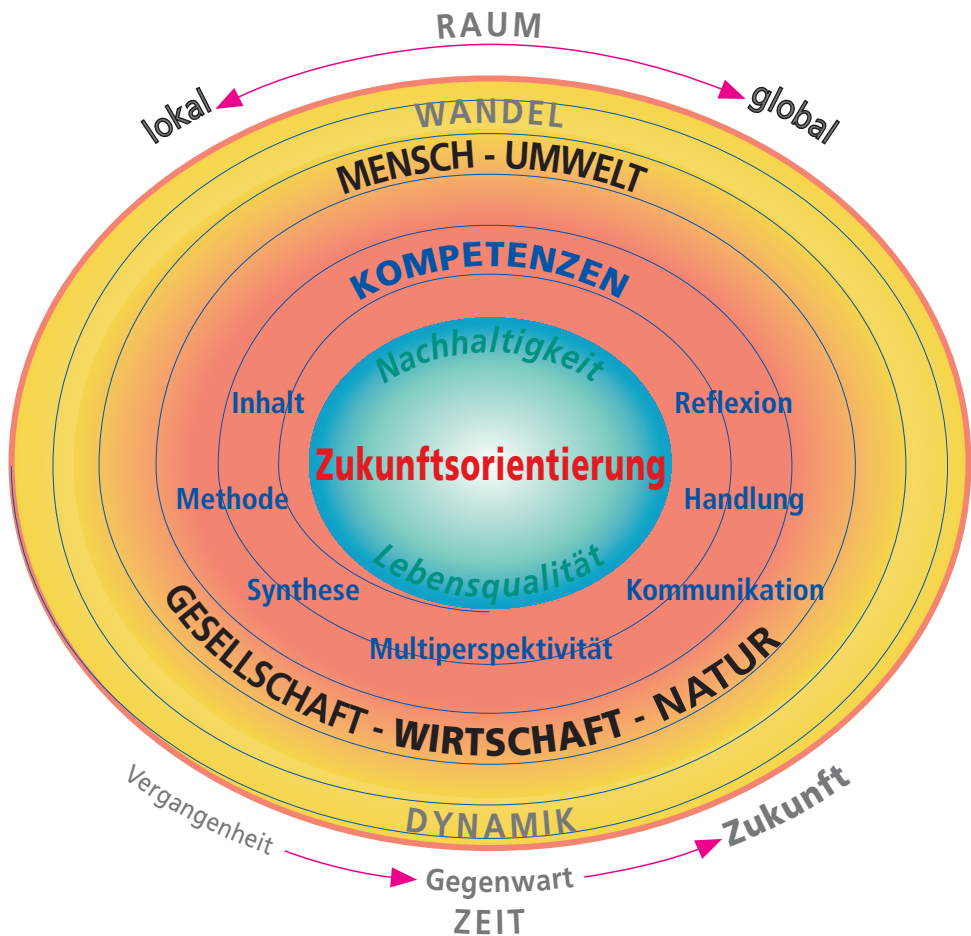 RAUM
lokal
global
WANDEL
MENSCH - UMWELT
KOMPETENZEN
Nachhaltigkeit
Inhalt
Reflexion
Zukunftsorientierung
Methode
Handlung
Lebensqualität
Synthese
Kommunikation
Multiperspektivität
GESELLSCHAFT - WIRTSCHAFT - NATUR
DYNAMIK
Vergangenheit
Gegenwart
Zukunft
ZEIT